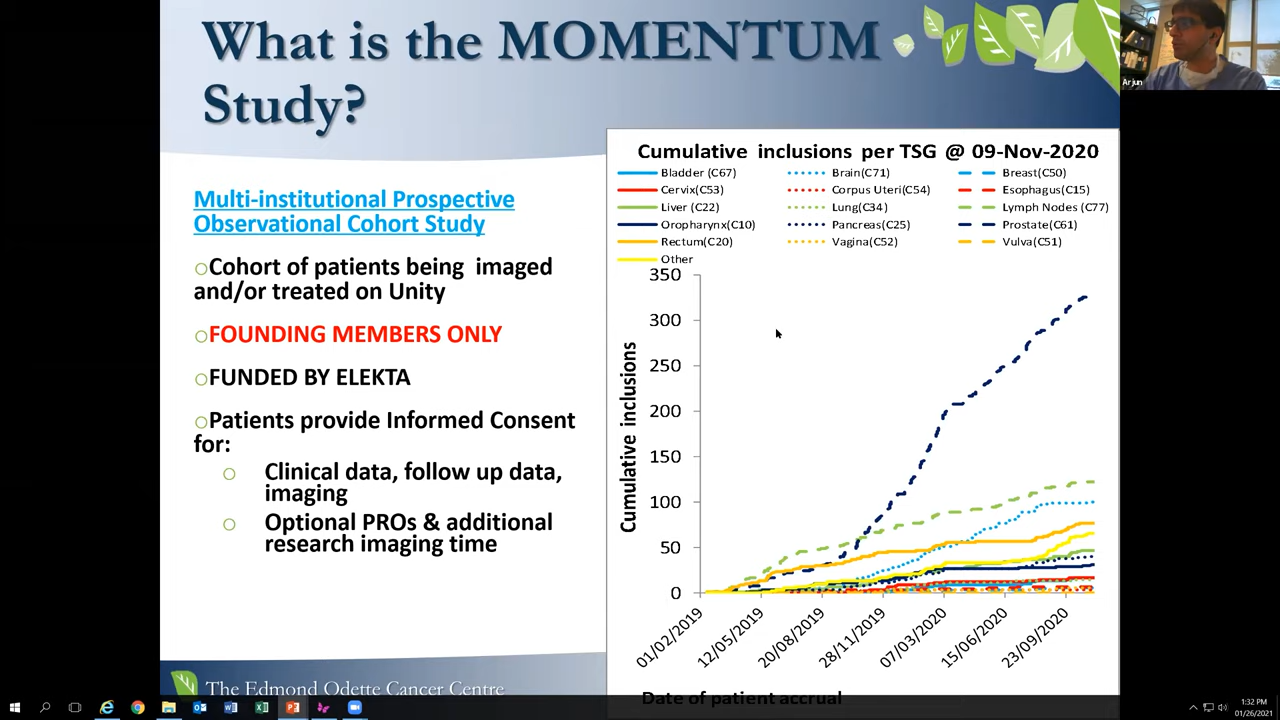 What is the MOMENTUM
Study?
Arjun
Multi-institutional Prospective
Observational Cohort Study
oCohort of patients being imaged
and/or treated on Unity
oFOUNDING MEMBERS ONLY
oFUNDED BY ELEKTA
oPatients provide Informed Consent
for:
o Clinical data, follow up data,
imaging
o Optional PROs & additional
research imaging time
Cumulative inclusions per TSG @ 09-Nov-2020
Bladder (C67) Brain(C71) Breast(C50)
Cervix(C53) Corpus Uteri(C54) Esophagus(C15)
Liver (C22) Lung(C34) Lymph Nodes (C77)
Oropharynx(C10) Pancreas(C25) Prostate(C61)
Rectum(C20) Vagina(C52) Vulva(C51)
Other
350
300
250
200
150
100
50
0
Cumulative inclusions
01/02/2019 12/05/2019 20/08/2019 28/11/2019 07/03/2020 15/06/2020 23/09/2020
Date of patient accrual
The Edmond Odette Cancer Centre
1:32 PM
01/26/2021